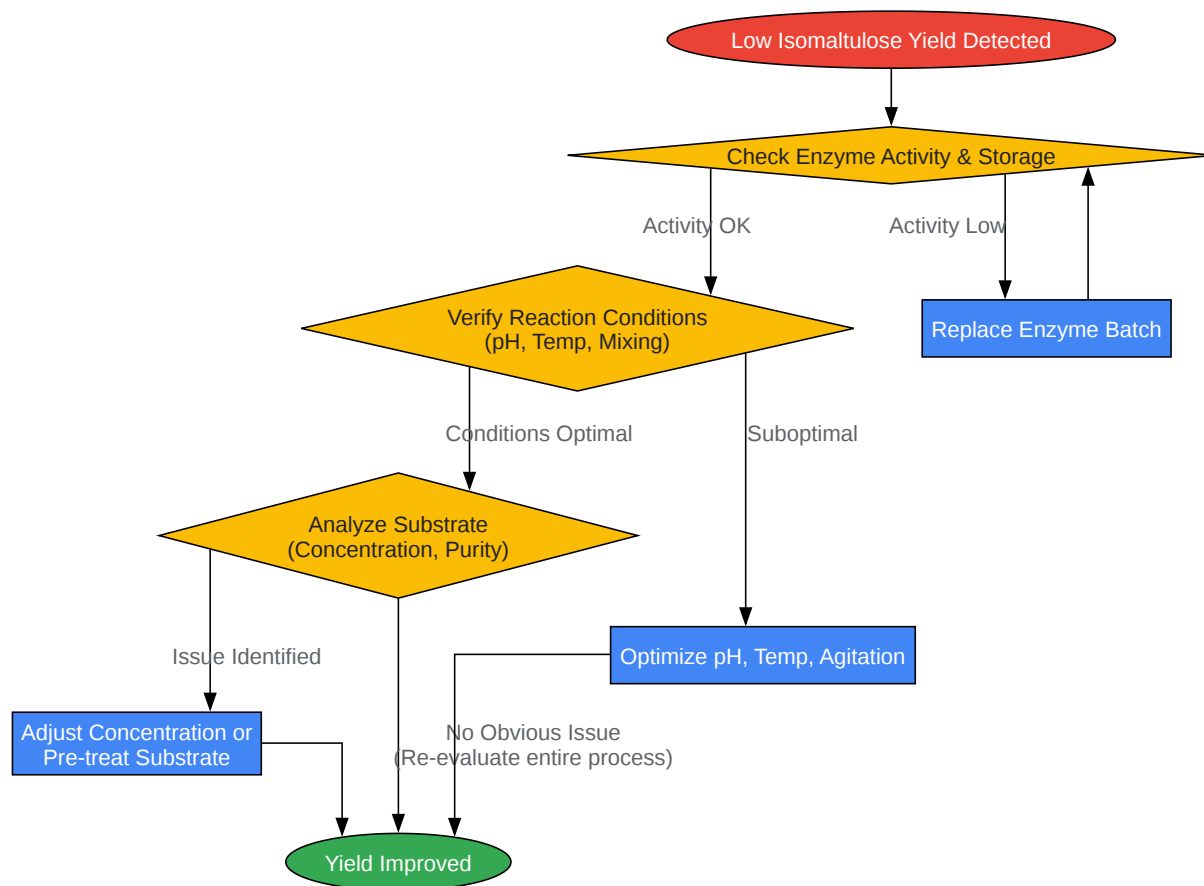 Low Isomaltulose Yield Detected
Check Enzyme Activity & Storage
Activity OK
Activity Low
Verify Reaction Conditions
(pH, Temp, Mixing)
Replace Enzyme Batch
Conditions Optimal
Suboptimal
Analyze Substrate
(Concentration, Purity)
Issue Identified
Optimize pH, Temp, Agitation
Adjust Concentration or
Pre-treat Substrate
No Obvious Issue
(Re-evaluate entire process)
Yield Improved